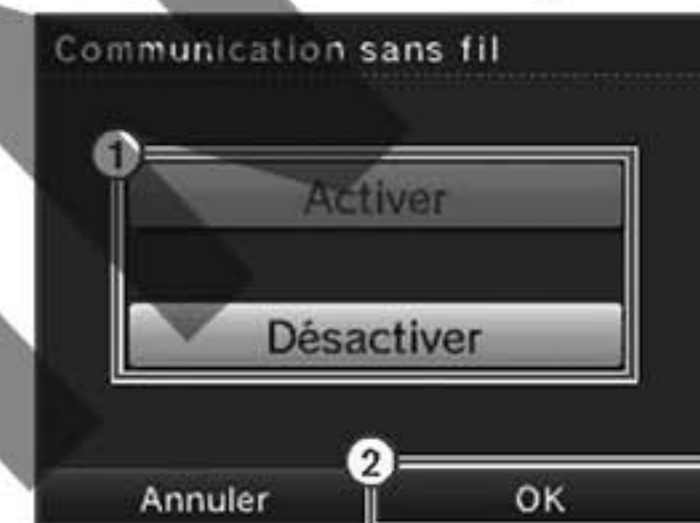 Communication sans fil
1
Activer
Désactiver
2
Annuler OK